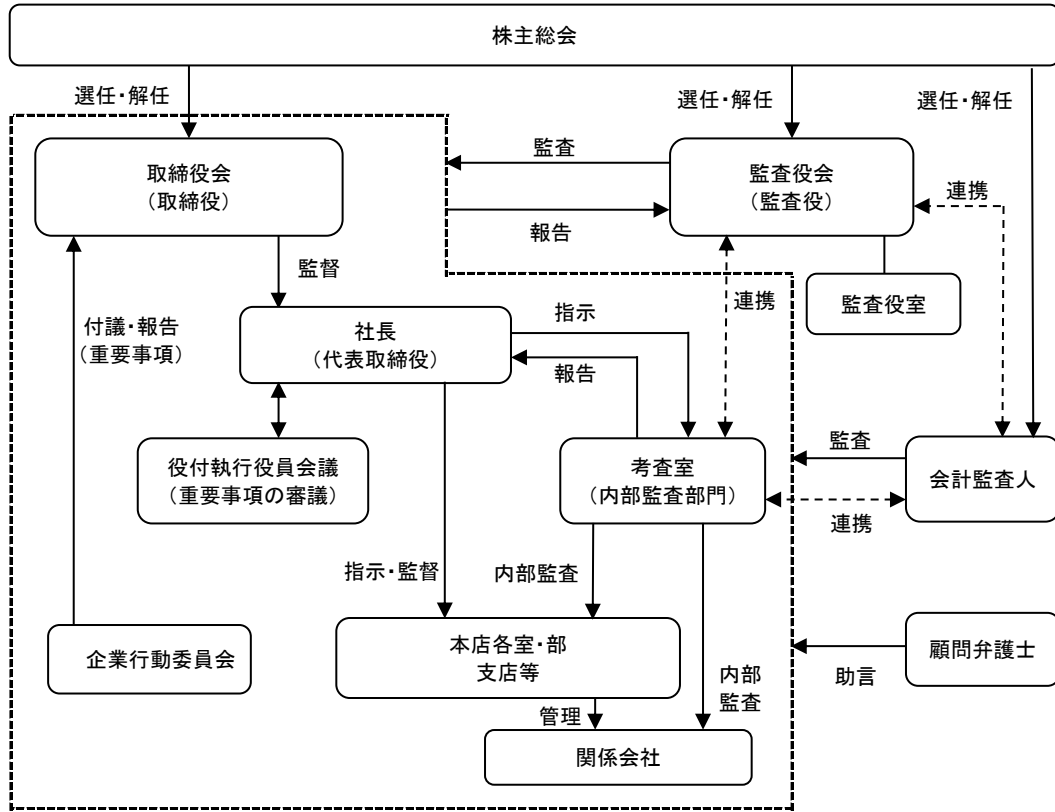 株主総会
選任・解任
選任・解任
選任・解任
取締役会
（取締役）
監査
報告
監査役会
（監査役）
連携
監査役室
監督
付議・報告
（重要事項）
社長
（代表取締役）
指示
報告
連携
役付執行役員会議
（重要事項の審議）
考査室
（内部監査部門）
監査
連携
会計監査人
指示・監督
内部監査
企業行動委員会
本店各室・部
支店等
内部
監査
助言
顧問弁護士
管理
関係会社